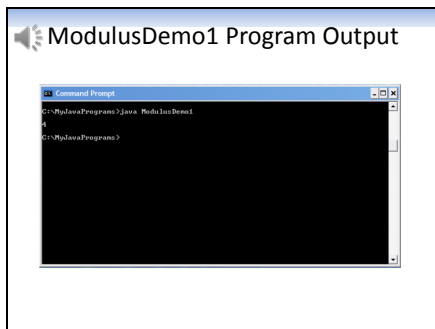 ModulusDemo1 Program Output
Command Prompt
C:\MyJavaPrograms>java ModulusDemo1
4
C:\MyJavaPrograms>